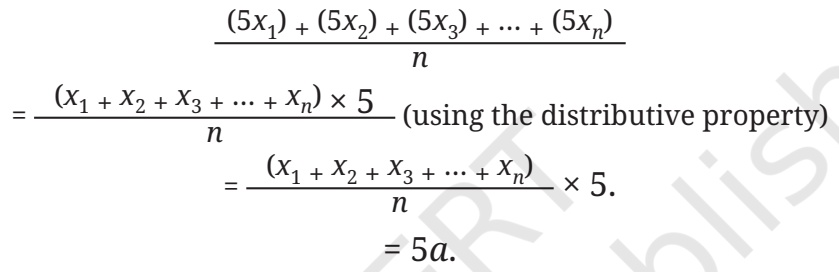 (5x₁) + (5x₂) + (5x₃) + ... + (5xₙ)
n
= (x₁ + x₂ + x₃ + ... + xₙ) × 5 (using the distributive property)
n
= (x₁ + x₂ + x₃ + ... + xₙ) × 5.
n
= 5a.